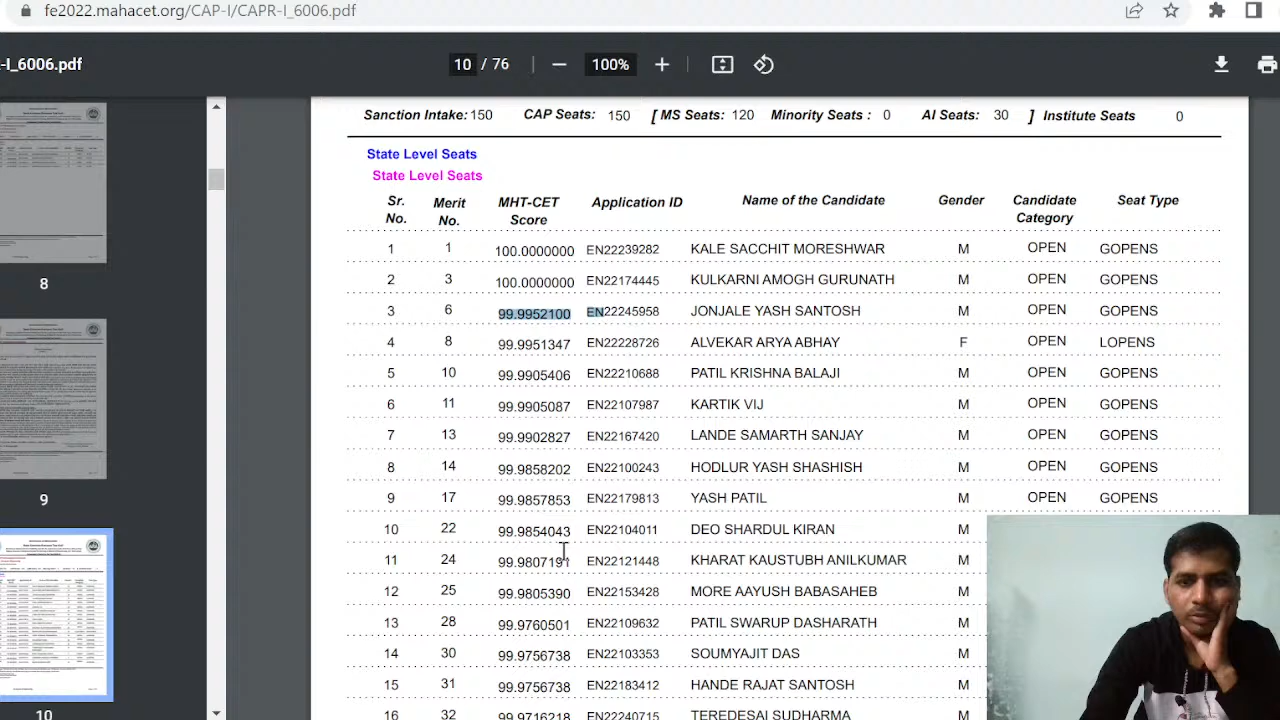 fe2022.mahacet.org/CAP-I/CAPR-I_6006.pdf
-I_6006.pdf
10 / 76
100%
Sanction Intake: 150 CAP Seats: 150 [ MS Seats: 120 Minority Seats : 0 AI Seats: 30 ] Institute Seats 0
State Level Seats
State Level Seats
Sr. No. Merit No. MHT-CET Score Application ID Name of the Candidate Gender Candidate Category Seat Type
1 1 100.0000000 EN22239282 KALE SACCHIT MORESHWAR M OPEN GOPENS
2 3 100.0000000 EN22174445 KULKARNI AMOGH GURUNATH M OPEN GOPENS
3 6 99.9952100 EN22245958 JONJALE YASH SANTOSH M OPEN GOPENS
4 8 99.9951347 EN22228726 ALVEKAR ARYA ABHAY F OPEN LOPENS
5 10 99.9905406 EN22210688 PATIL KRISHNA BALAJI M OPEN GOPENS
6 11 99.9905087 EN22107987 KARTIK VIJ M OPEN GOPENS
7 13 99.9902827 EN22167420 LANDE SAMARTH SANJAY M OPEN GOPENS
8 14 99.9858202 EN22100243 HODLUR YASH SHASHISH M OPEN GOPENS
9 17 99.9857853 EN22179813 YASH PATIL M OPEN GOPENS
10 22 99.9854043 EN22104011 DEO SHARDUL KIRAN M
11 EN22121448 KHARAT KAUSTUBH ANILKUMAR M
12 99.9605390 EN22153428 MORE AAYUSH BABASAHEB M
13 99.9760501 EN22109632 PATIL SWARUP DASHARATH M
14 30 99.9756738 EN22103353 SOUMYAJIT DAS M
15 31 99.9756738 EN22183412 HANDE RAJAT SANTOSH M
16 32 99.9716218 EN22240715 TEREDESAI SUDHARMA M
8
9
10